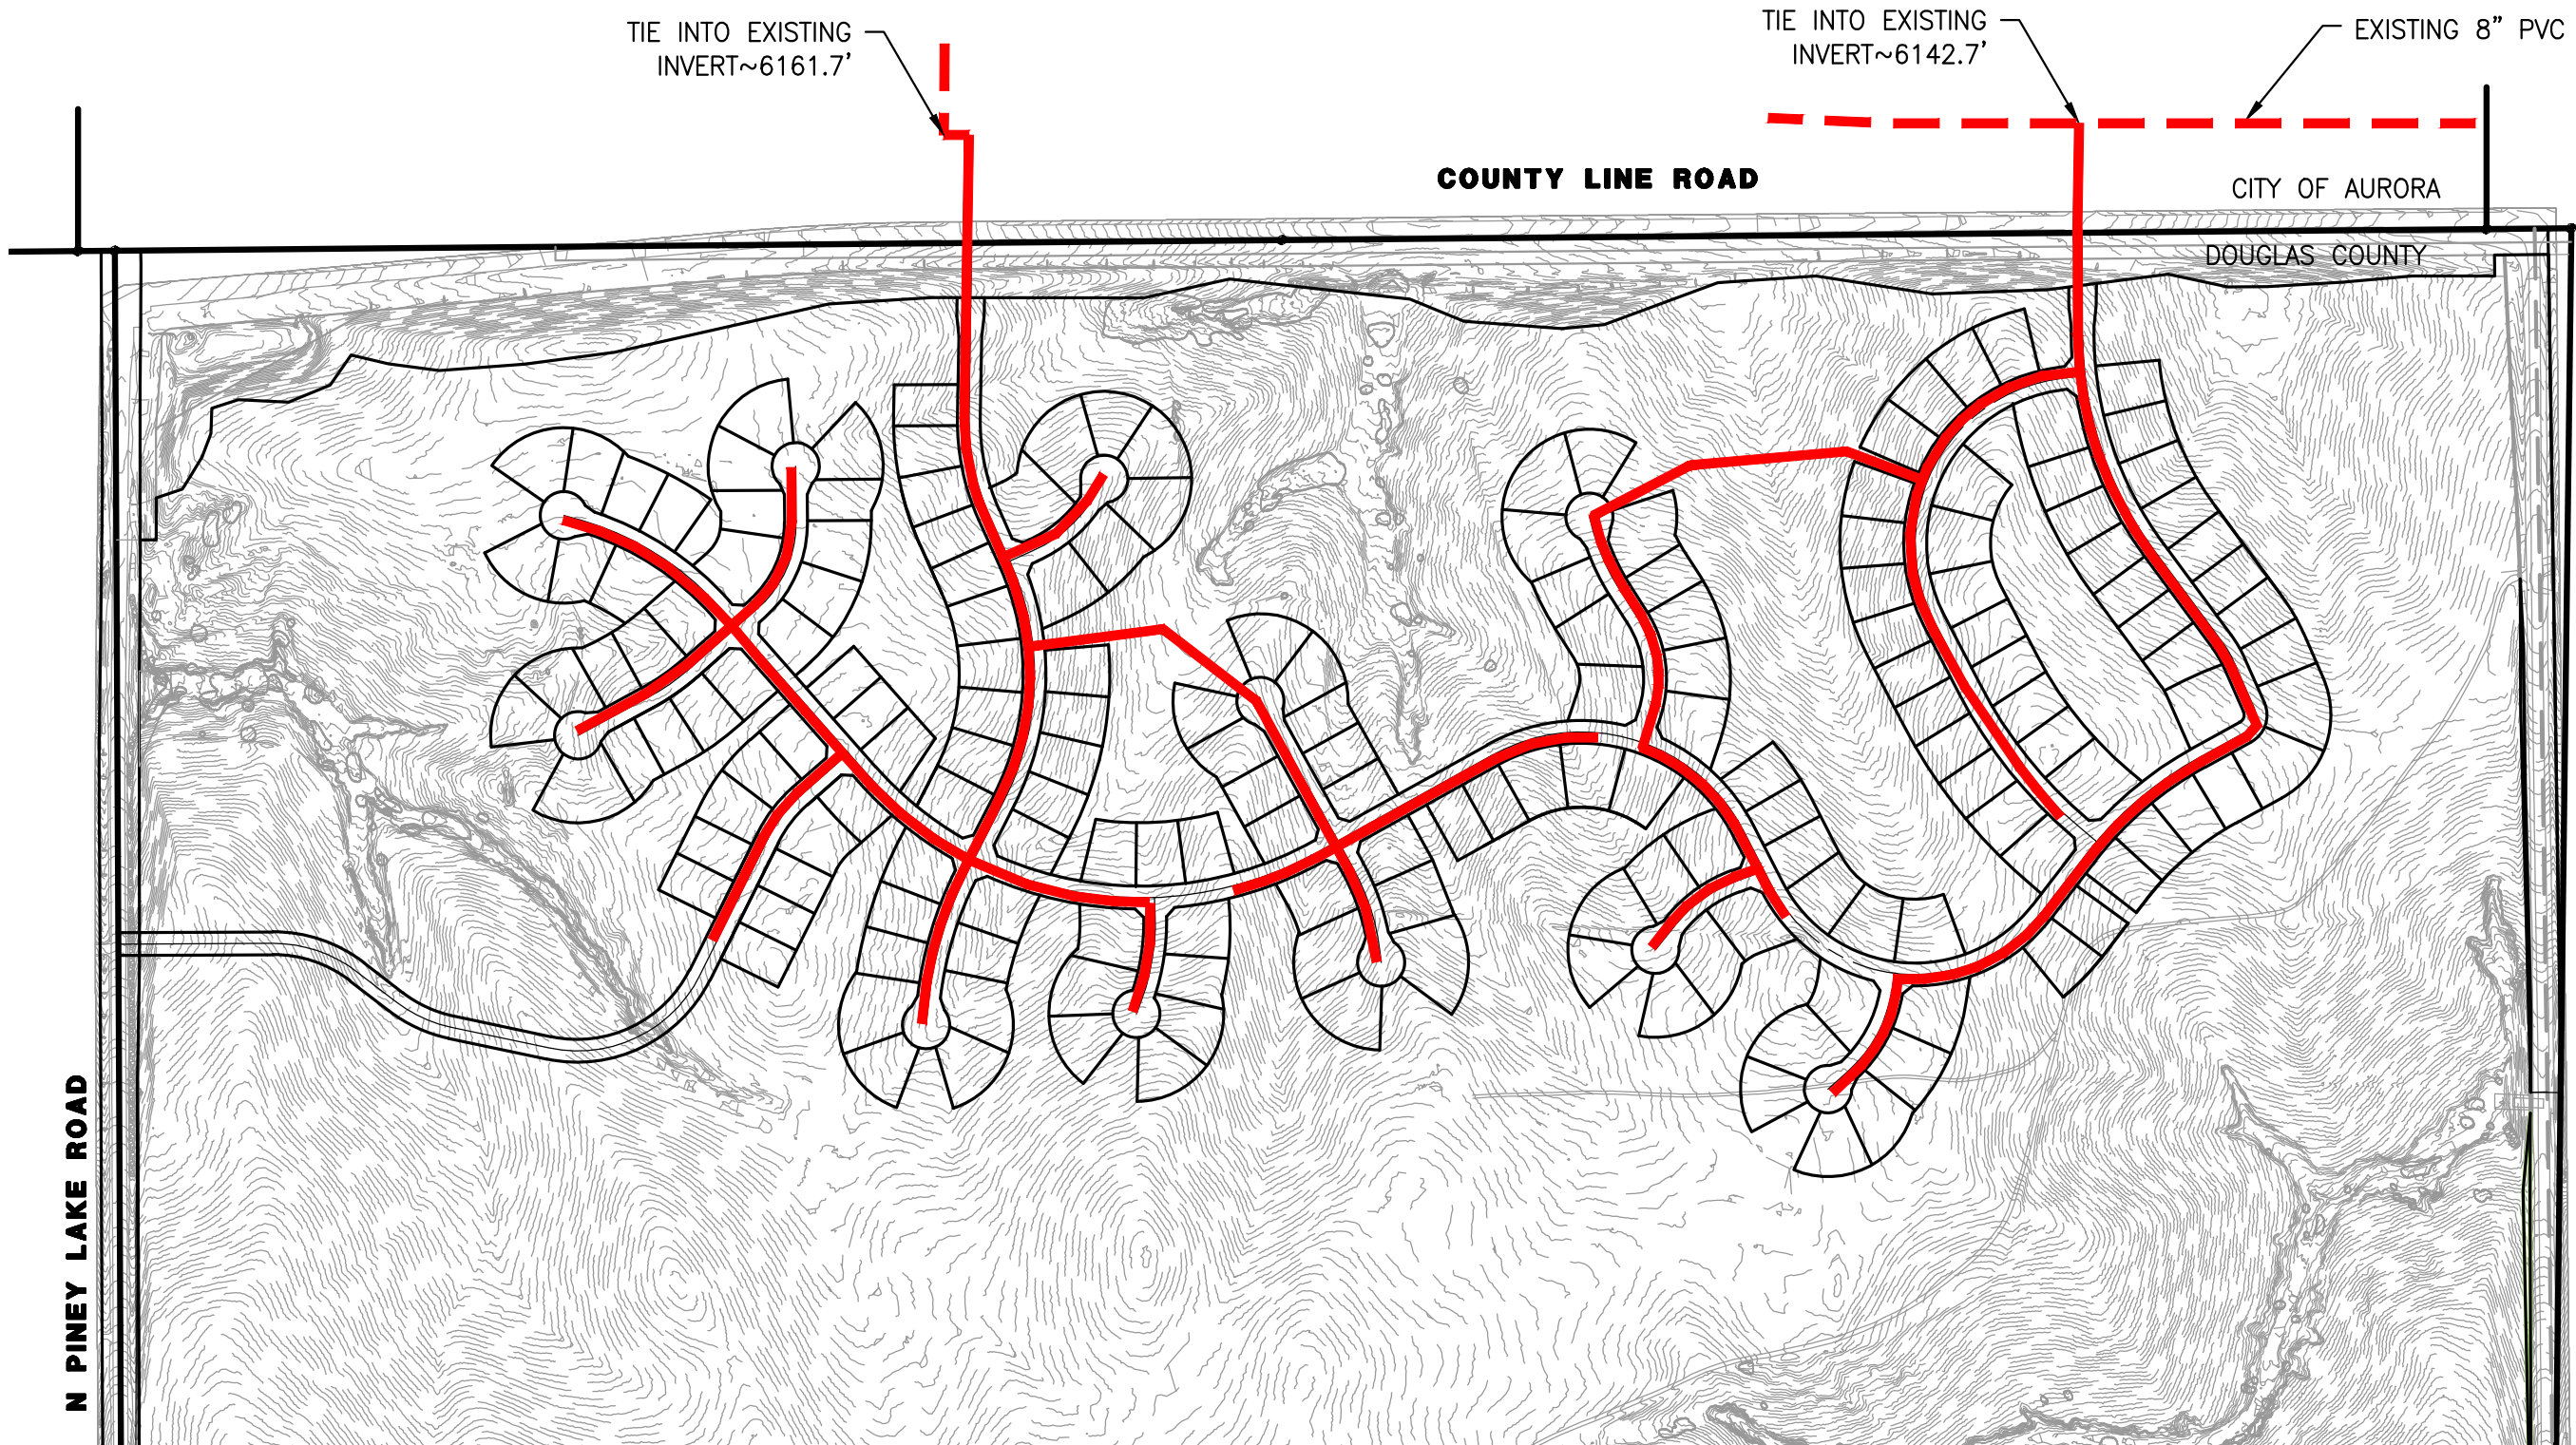 TIE INTO EXISTING
INVERT~6161.7'
TIE INTO EXISTING
INVERT~6142.7'
EXISTING 8" PVC
COUNTY LINE ROAD
CITY OF AURORA
DOUGLAS COUNTY
N PINEY LAKE ROAD